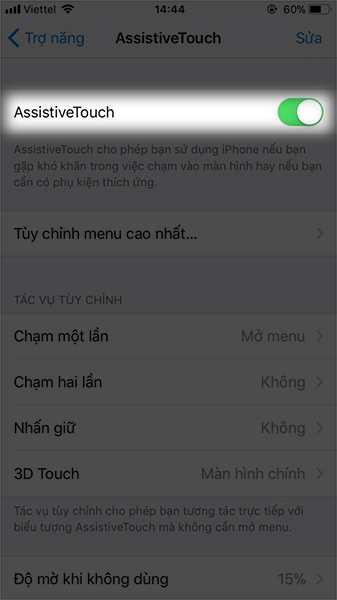 Viettel 14:44 60%
Trợ năng AssistiveTouch Sửa
AssistiveTouch
AssistiveTouch cho phép bạn sử dụng iPhone nếu bạn
gặp khó khăn trong việc chạm vào màn hình hay nếu bạn
cần có phụ kiện thích ứng.
Tùy chỉnh menu cao nhất...
TÁC VỤ TÙY CHỈNH
Chạm một lần Mở menu
Chạm hai lần Không
Nhấn giữ Không
3D Touch Màn hình chính
Tác vụ tùy chỉnh cho phép bạn tương tác trực tiếp với
biểu tượng AssistiveTouch mà không cần mở menu.
Độ mờ khi không dùng 15%